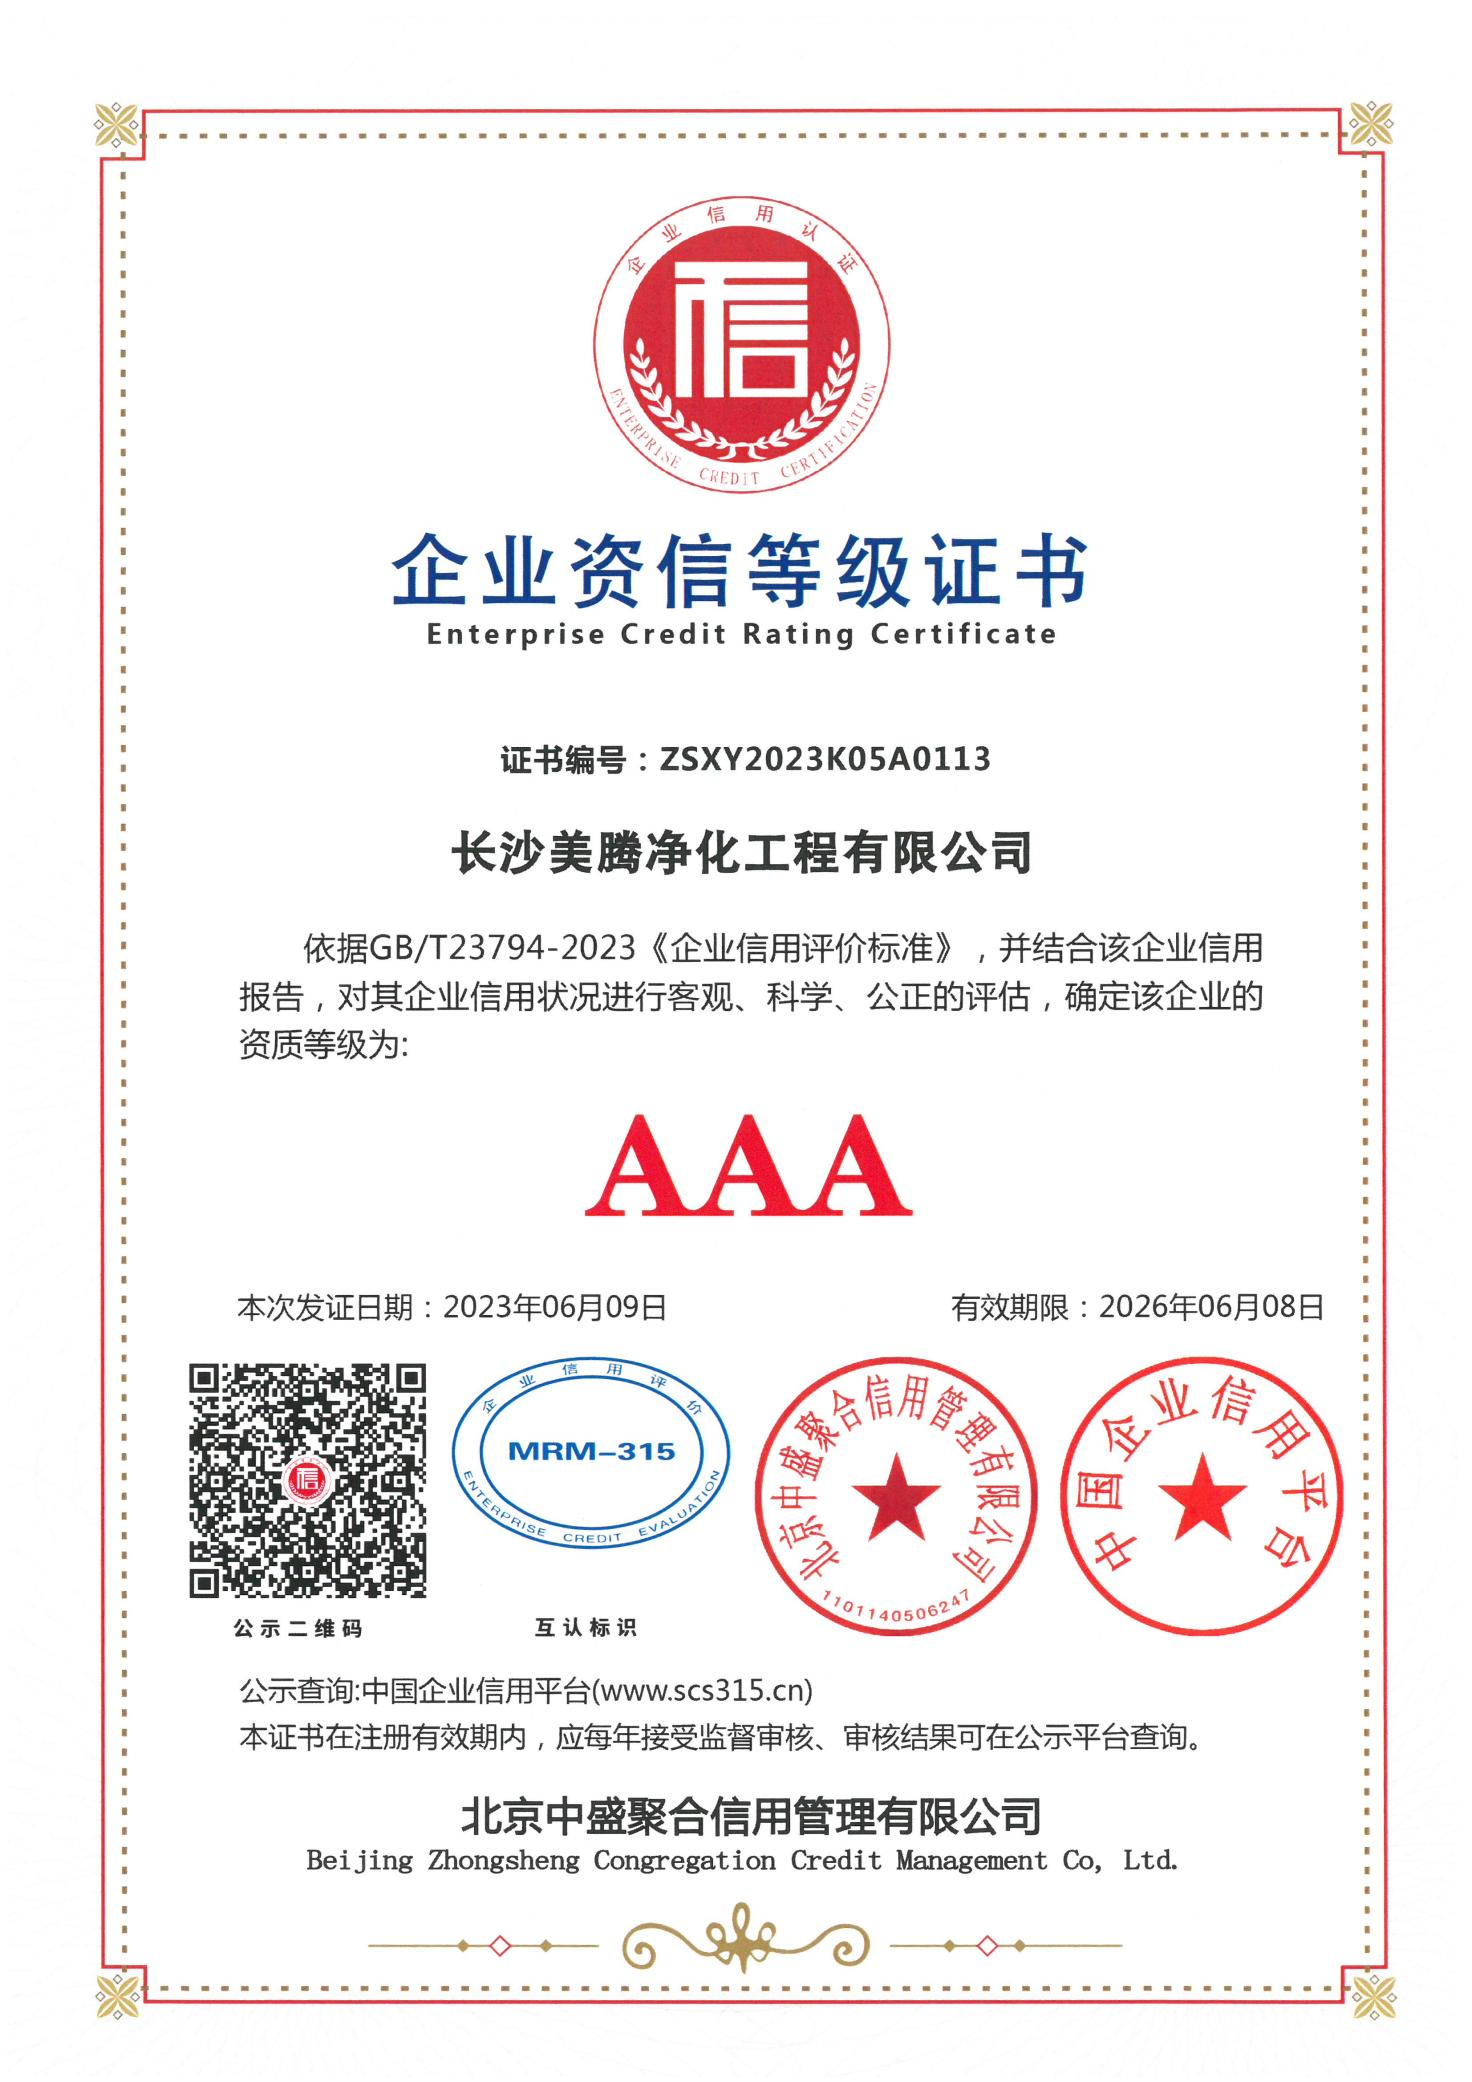 企业信用认证
信
ENTERPRISE CREDIT CERTIFICATION
企业资信等级证书
Enterprise Credit Rating Certificate
证书编号：ZSXY2023K05A0113
长沙美腾净化工程有限公司
依据GB/T23794-2023《企业信用评价标准》，并结合该企业信用
报告，对其企业信用状况进行客观、科学、公正的评估，确定该企业的
资质等级为:
AAA
本次发证日期：2023年06月09日
有效期限：2026年06月08日
信
企业信用评价
MRM-315
ENTERPRISE CREDIT EVALUATION
北京中盛聚合信用管理有限公司
1101140506247
中国企业信用平台
公示二维码
互认标识
公示查询:中国企业信用平台(www.scs315.cn)
本证书在注册有效期内，应每年接受监督审核、审核结果可在公示平台查询。
北京中盛聚合信用管理有限公司
Beijing Zhongsheng Congregation Credit Management Co, Ltd.